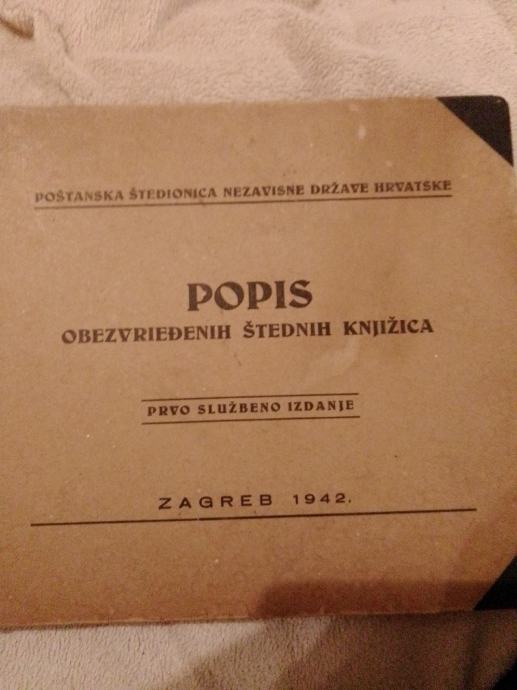 POŠTANSKA ŠTEDIONICA NEZAVISNE DRŽAVE HRVATSKE
POPIS
OBEZVRIEĐENIH ŠTEDNIH KNJIŽICA
PRVO SLUŽBENO IZDANJE
ZAGREB 1942.